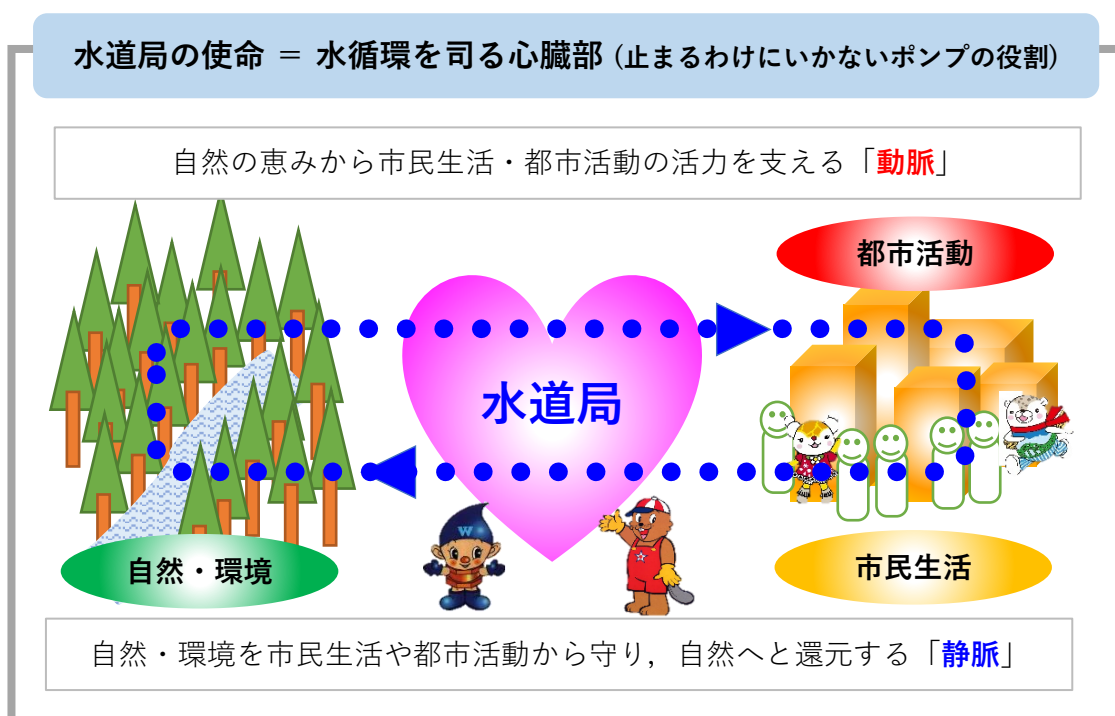 水道局の使命 = 水循環を司る心臓部 (止まるわけにいかないポンプの役割)
自然の恵みから市民生活・都市活動の活力を支える「動脈」
都市活動
水道局
W
自然・環境
市民生活
自然・環境を市民生活や都市活動から守り，自然へと還元する「静脈」